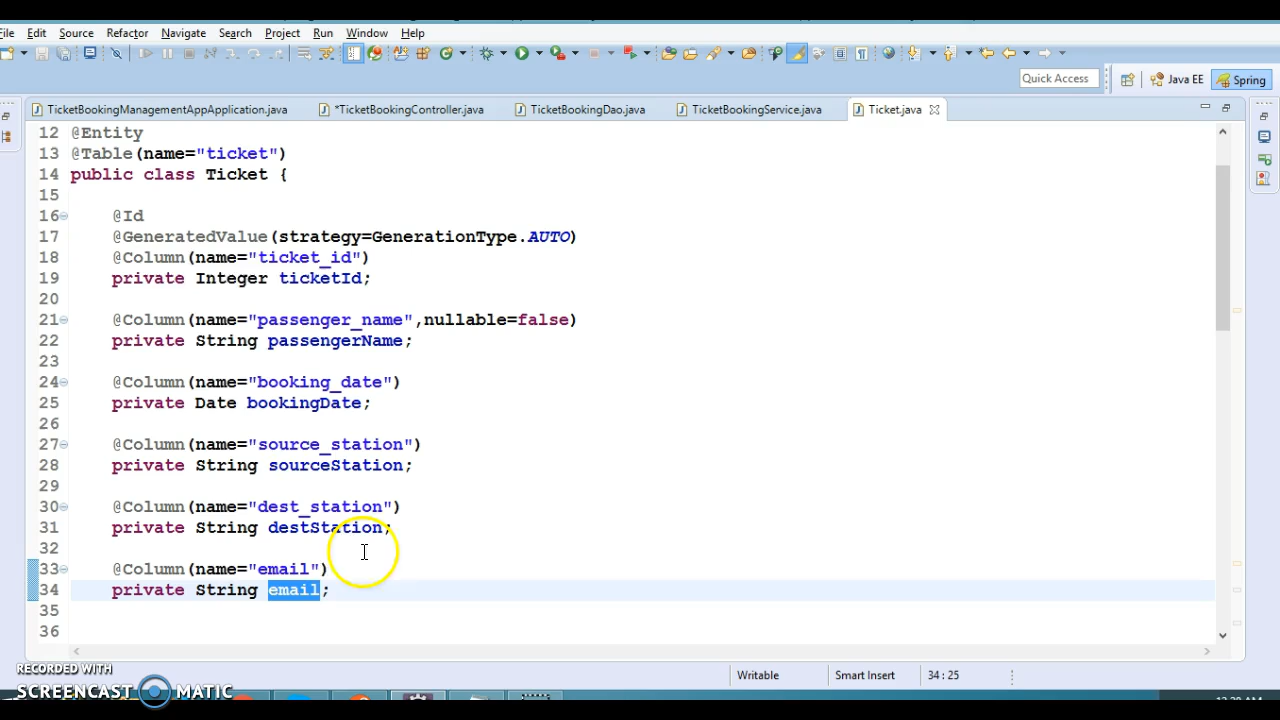 File Edit Source Refactor Navigate Search Project Run Window Help
Quick Access Java EE Spring
TicketBookingManagementAppApplication.java *TicketBookingController.java TicketBookingDao.java TicketBookingService.java Ticket.java
12 @Entity
13 @Table(name="ticket")
14 public class Ticket {
15
16 @Id
17 @GeneratedValue(strategy=GenerationType.AUTO)
18 @Column(name="ticket_id")
19 private Integer ticketId;
20
21 @Column(name="passenger_name",nullable=false)
22 private String passengerName;
23
24 @Column(name="booking_date")
25 private Date bookingDate;
26
27 @Column(name="source_station")
28 private String sourceStation;
29
30 @Column(name="dest_station")
31 private String destStation;
32
33 @Column(name="email")
34 private String email;
35
36
RECORDED WITH
SCREENCAST MATIC
Writable Smart Insert 34 : 25